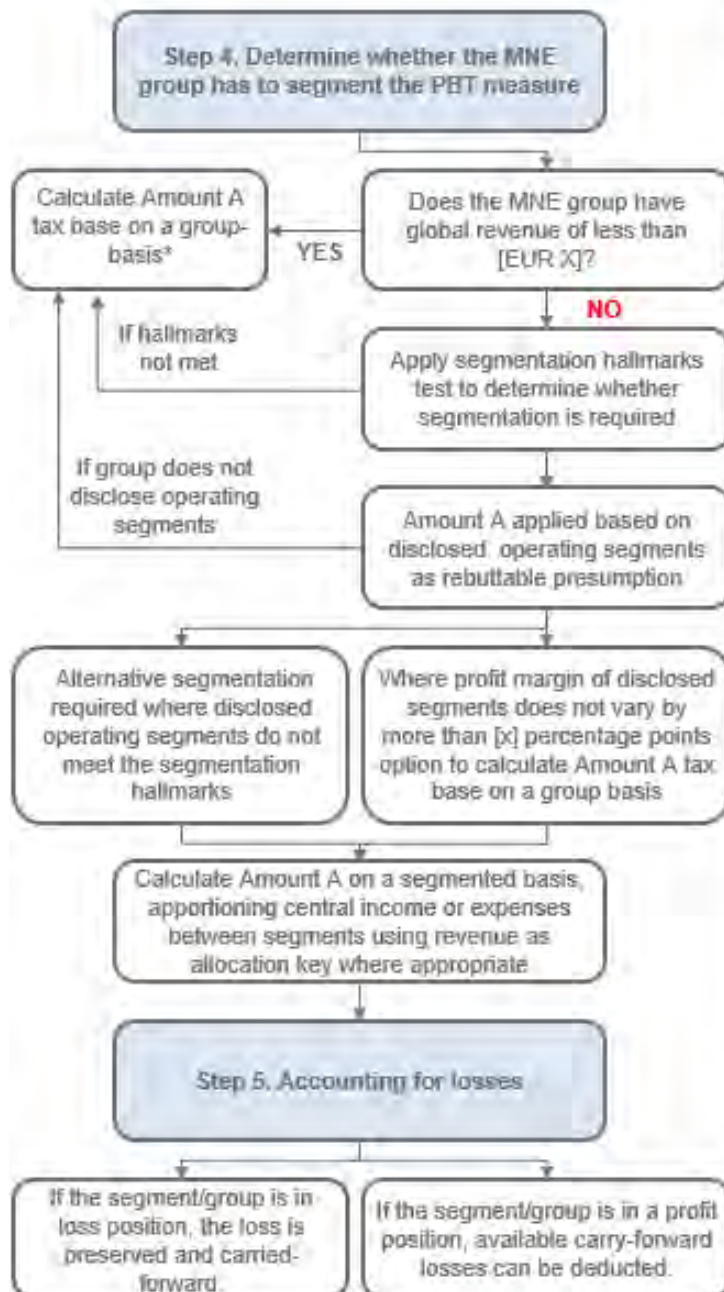 Step 4. Determine whether the MNE
group has to segment the PBT measure
Calculate Amount A
tax base on a group-
basis*
YES
Does the MNE group have
global revenue of less than
[EUR X]?
NO
If hallmarks
not met
Apply segmentation hallmarks
test to determine whether
segmentation is required
If group does not
disclose operating
segments
Amount A applied based on
disclosed operating segments
as rebuttable presumption
Alternative segmentation
required where disclosed
operating segments do not
meet the segmentation
hallmarks
Where profit margin of disclosed
segments does not vary by
more than [x] percentage points
option to calculate Amount A tax
base on a group basis
Calculate Amount A on a segmented basis,
apportioning central income or expenses
between segments using revenue as
allocation key where appropriate
Step 5. Accounting for losses
If the segment/group is in
loss position, the loss is
preserved and carried-
forward.
If the segment/group is in a profit
position, available carry-forward
losses can be deducted.